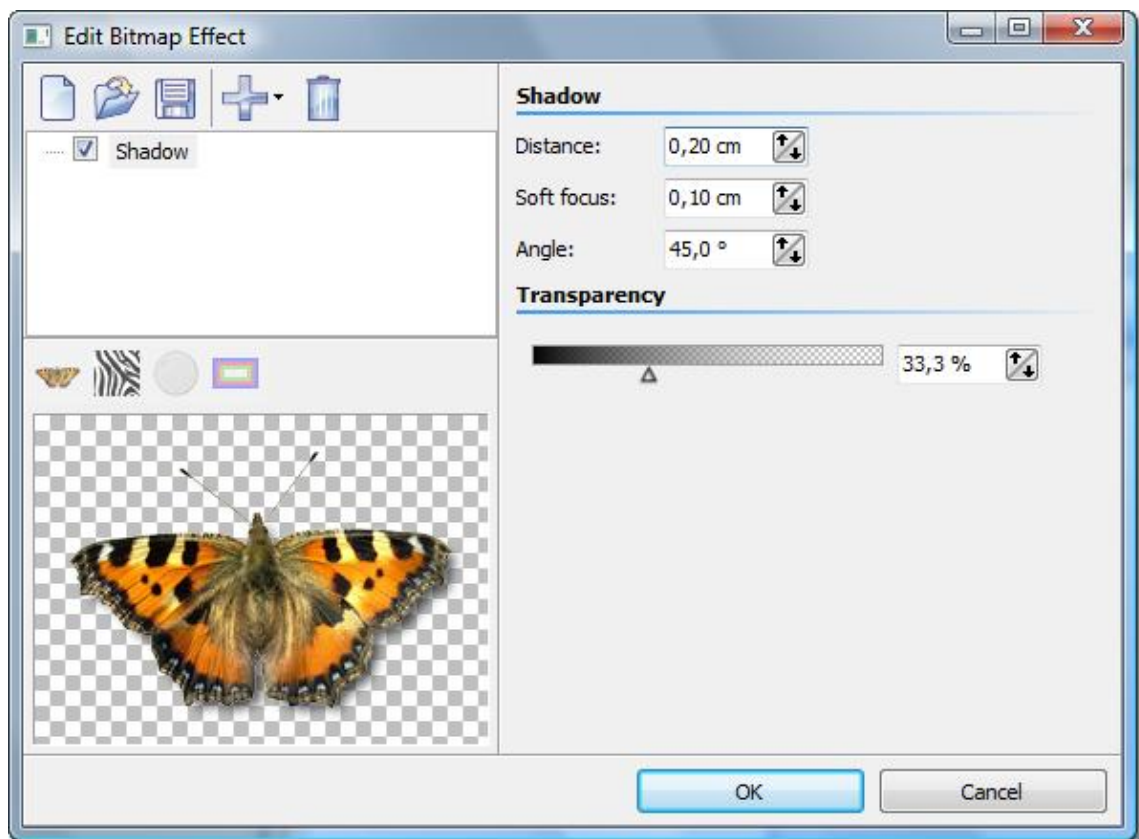 Edit Bitmap Effect
Shadow
Shadow
Distance: 0,20 cm
Soft focus: 0,10 cm
Angle: 45,0 °
Transparency
33,3 %
OK Cancel